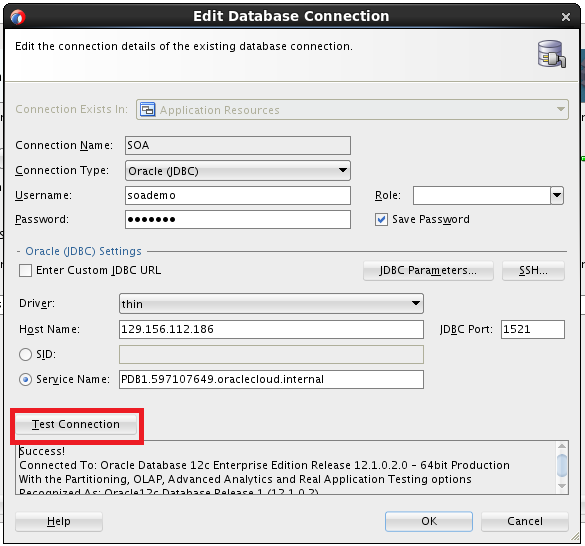 Edit Database Connection
Edit the connection details of the existing database connection.
Connection Exists In: Application Resources
Connection Name: SOA
Connection Type: Oracle (JDBC)
Username: soademo Role:
Password: ●●●●●●● Save Password
- Oracle (JDBC) Settings
Enter Custom JDBC URL JDBC Parameters... SSH...
Driver: thin
Host Name: 129.156.112.186 JDBC Port: 1521
SID:
Service Name: PDB1.597107649.oraclecloud.internal
Test Connection
Success!
Connected To: Oracle Database 12c Enterprise Edition Release 12.1.0.2.0 - 64bit Production
With the Partitioning, OLAP, Advanced Analytics and Real Application Testing options
Recognized As: Oracle12c Database Release 1 (12.1.0.2)
Help OK Cancel